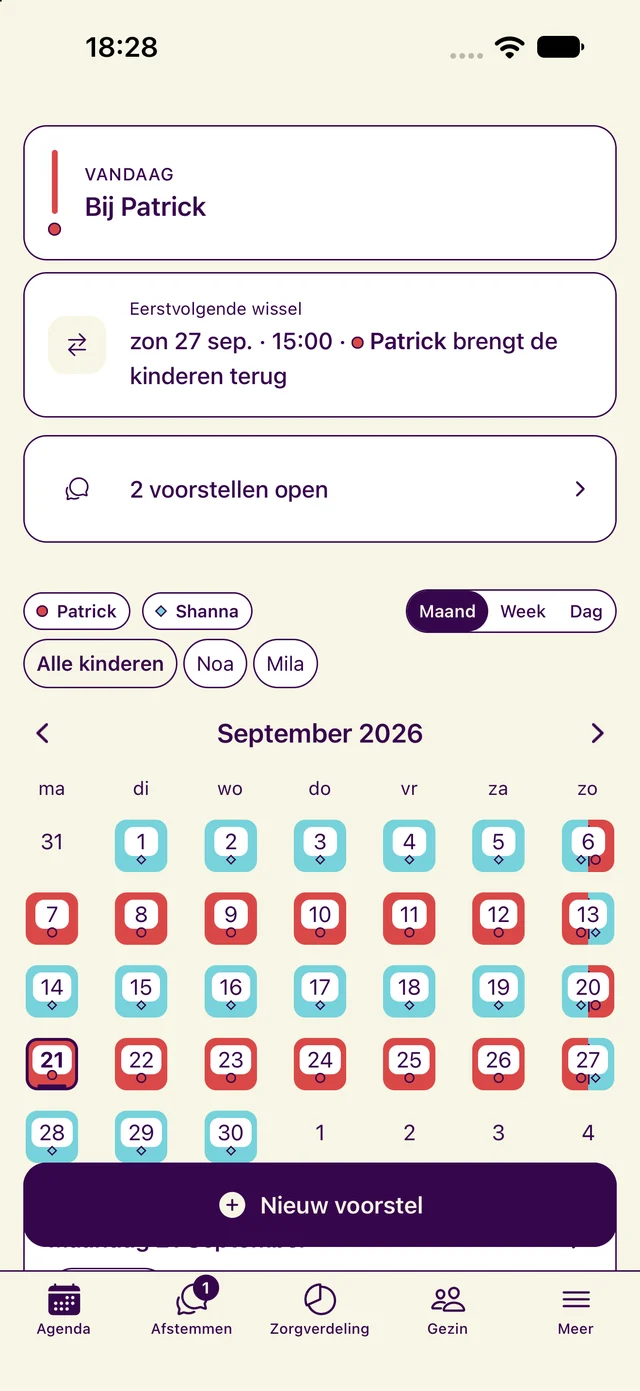 18:28
VANDAAG
Bij Patrick
Eerstvolgende wissel
zon 27 sep. · 15:00 · Patrick brengt de
kinderen terug
2 voorstellen open
Patrick Shanna Maand Week Dag
Alle kinderen Noa Mila
September 2026
ma di wo do vr za zo
31 1 2 3 4 5 6
7 8 9 10 11 12 13
14 15 16 17 18 19 20
21 22 23 24 25 26 27
28 29 30 1 2 3 4
Nieuw voorstel
1
Agenda Afstemmen Zorgverdeling Gezin Meer